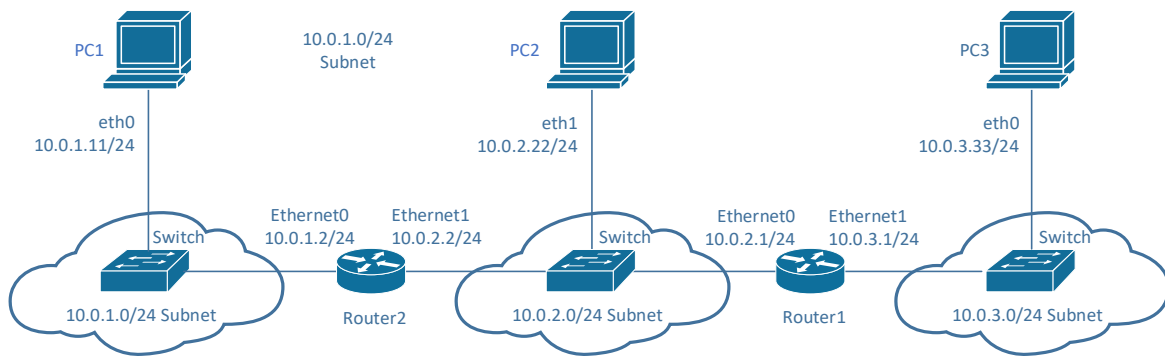 PC1
10.0.1.0/24
Subnet
PC2
PC3
eth0
10.0.1.11/24
eth1
10.0.2.22/24
eth0
10.0.3.33/24
Switch
Ethernet0
10.0.1.2/24
Ethernet1
10.0.2.2/24
Switch
Ethernet0
10.0.2.1/24
Ethernet1
10.0.3.1/24
Switch
10.0.1.0/24 Subnet
Router2
10.0.2.0/24 Subnet
Router1
10.0.3.0/24 Subnet